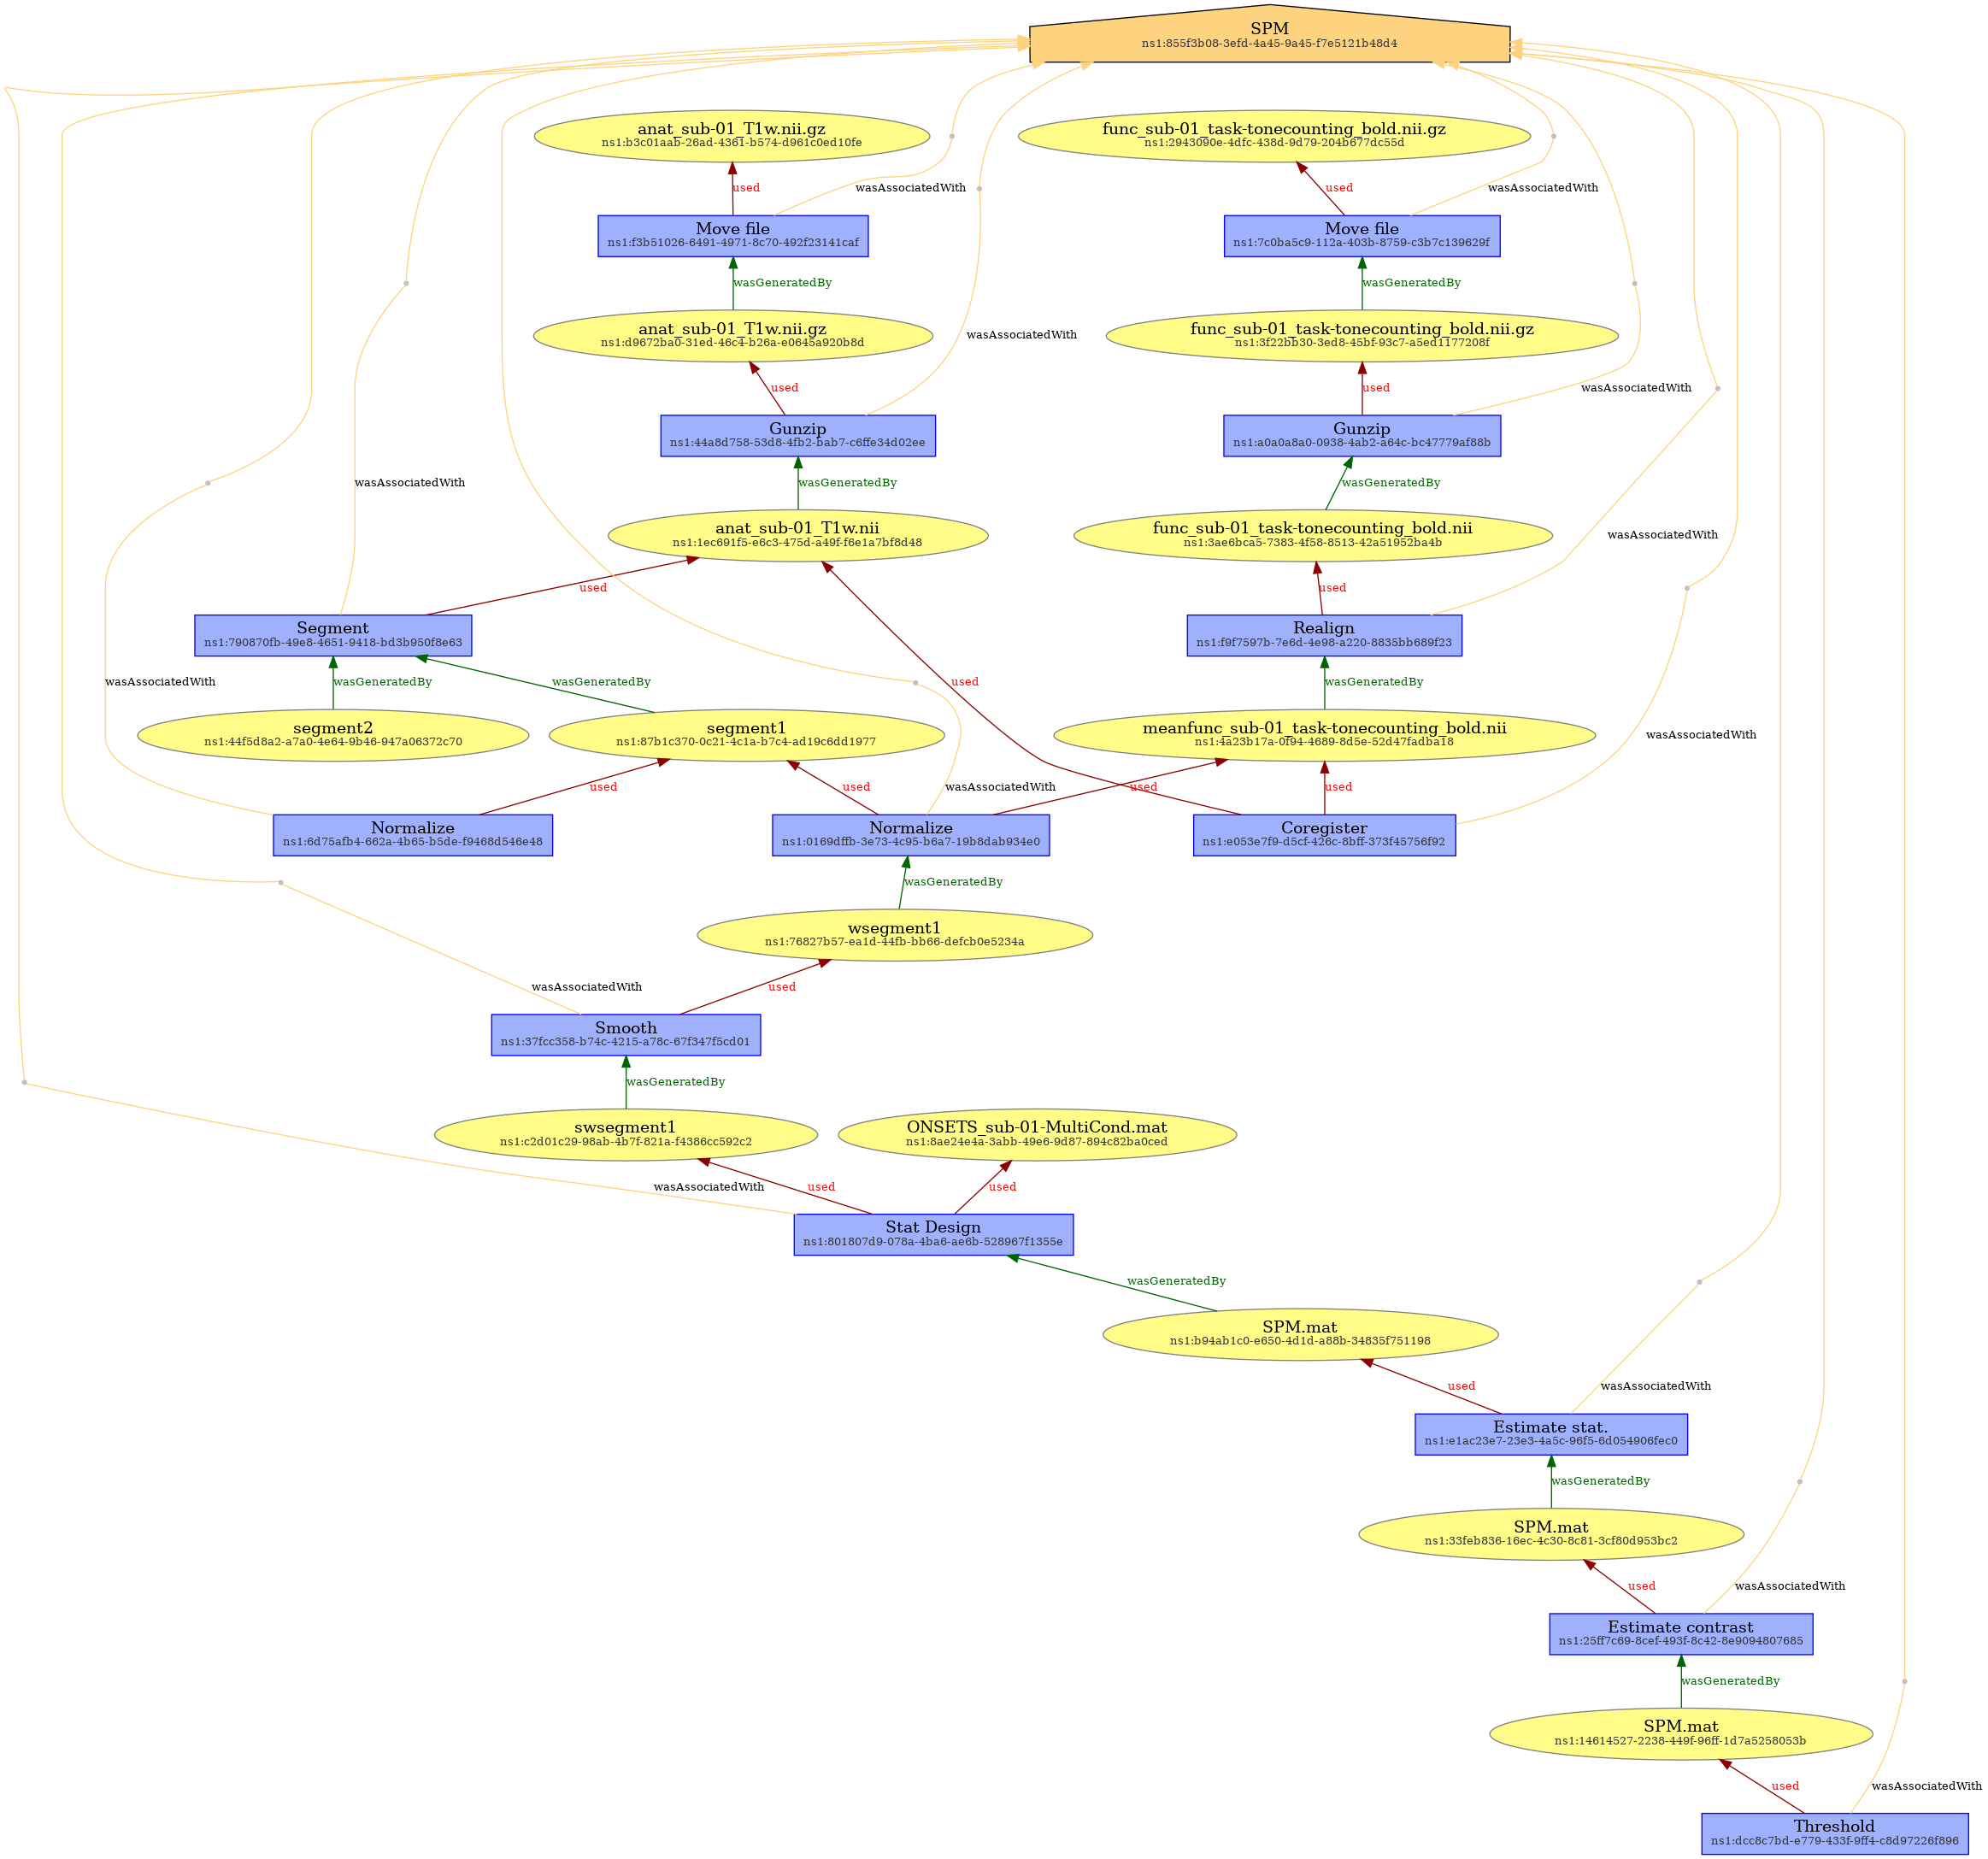 SPM
ns1:855f3b08-3efd-4a45-9a45-f7e5121b48d4
anat_sub-01_T1w.nii.gz
ns1:b3c01aab-26ad-4361-b574-d961c0ed10fe
func_sub-01_task-tonecounting_bold.nii.gz
ns1:2943090e-4dfc-438d-9d79-204b677dc55d
used
wasAssociatedWith
used
wasAssociatedWith
Move file
ns1:f3b51026-6491-4971-8c70-492f23141caf
Move file
ns1:7c0ba5c9-112a-403b-8759-c3b7c139629f
wasGeneratedBy
wasGeneratedBy
anat_sub-01_T1w.nii.gz
ns1:d9672ba0-31ed-46c4-b26a-e0645a920b8d
wasAssociatedWith
func_sub-01_task-tonecounting_bold.nii.gz
ns1:3f22bb30-3ed8-45bf-93c7-a5ed1177208f
used
used
wasAssociatedWith
Gunzip
ns1:44a8d758-53d8-4fb2-bab7-c6ffe34d02ee
Gunzip
ns1:a0a0a8a0-0938-4ab2-a64c-bc47779af88b
wasAssociatedWith
wasGeneratedBy
wasGeneratedBy
anat_sub-01_T1w.nii
ns1:1ec691f5-e6c3-475d-a49f-f6e1a7bf8d48
func_sub-01_task-tonecounting_bold.nii
ns1:3ae6bca5-7383-4f58-8513-42a51952ba4b
wasAssociatedWith
used
used
Segment
ns1:790870fb-49e8-4651-9418-bd3b950f8e63
Realign
ns1:f9f7597b-7e6d-4e98-a220-8835bb689f23
wasAssociatedWith
wasGeneratedBy
wasGeneratedBy
used
wasGeneratedBy
segment2
ns1:44f5d8a2-a7a0-4e64-9b46-947a06372c70
segment1
ns1:87b1c370-0c21-4c1a-b7c4-ad19c6dd1977
meanfunc_sub-01_task-tonecounting_bold.nii
ns1:4a23b17a-0f94-4689-8d5e-52d47fadba18
wasAssociatedWith
used
used
wasAssociatedWith
used
used
Normalize
ns1:6d75afb4-662a-4b65-b5de-f9468d546e48
Normalize
ns1:0169dffb-3e73-4c95-b6a7-19b8dab934e0
Coregister
ns1:e053e7f9-d5cf-426c-8bff-373f45756f92
wasGeneratedBy
wsegment1
ns1:76827b57-ea1d-44fb-bb66-defcb0e5234a
wasAssociatedWith
used
Smooth
ns1:37fcc358-b74c-4215-a78c-67f347f5cd01
wasGeneratedBy
swsegment1
ns1:c2d01c29-98ab-4b7f-821a-f4386cc592c2
ONSETS_sub-01-MultiCond.mat
ns1:8ae24e4a-3abb-49e6-9d87-894c82ba0ced
wasAssociatedWith
used
used
Stat Design
ns1:801807d9-078a-4ba6-ae6b-528967f1355e
wasGeneratedBy
SPM.mat
ns1:b94ab1c0-e650-4d1d-a88b-34835f751198
used
wasAssociatedWith
Estimate stat.
ns1:e1ac23e7-23e3-4a5c-96f5-6d054906fec0
wasGeneratedBy
SPM.mat
ns1:33feb836-16ec-4c30-8c81-3cf80d953bc2
used
wasAssociatedWith
Estimate contrast
ns1:25ff7c69-8cef-493f-8c42-8e9094807685
wasGeneratedBy
SPM.mat
ns1:14614527-2238-449f-96ff-1d7a5258053b
used
wasAssociatedWith
Threshold
ns1:dcc8c7bd-e779-433f-9ff4-c8d97226f896